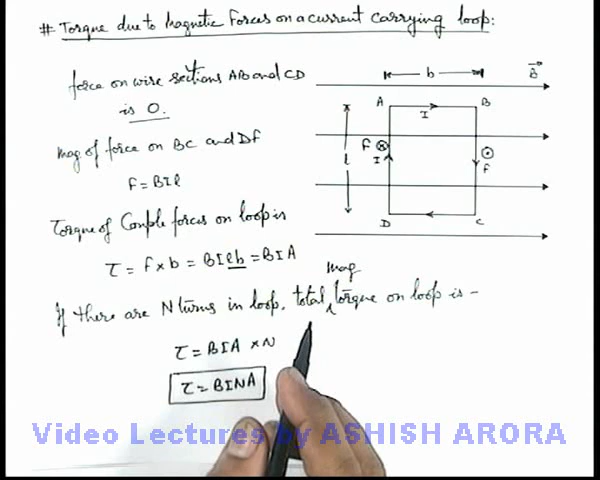 # Torque due to Magnetic Forces on a current carrying loop:
force on wire sections AB and CD
is 0.
Mag of force on BC and DF
F = BIl
Torque of Couple forces on loop is
τ = f × b = BIlb = BIA
mag
If there are N turns in loop, total torque on loop is -
τ = BIA × N
τ = BINA
b
B
A
B
I
l
F
I
F
D
C
Video Lectures by ASHISH ARORA